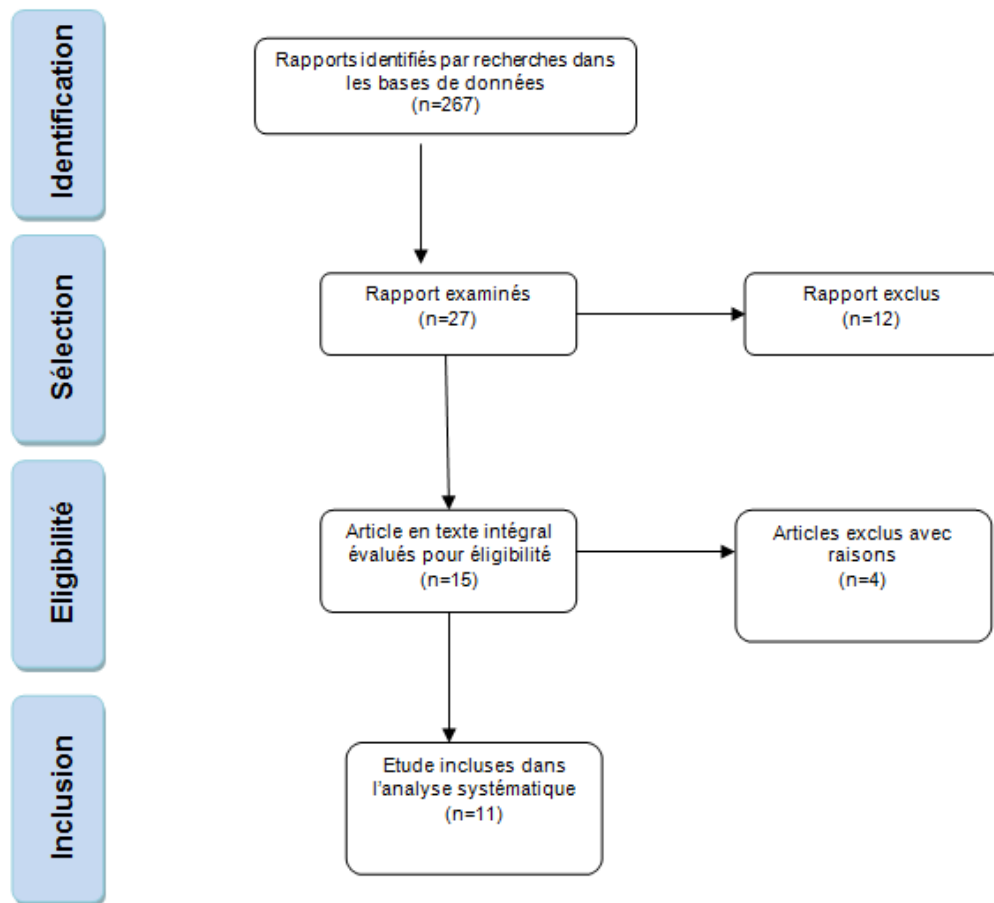 Identification
Rapports identifiés par recherches dans
les bases de données
(n=267)
Sélection
Rapport examinés
(n=27)
Rapport exclus
(n=12)
Eligibilité
Article en texte intégral
évalués pour éligibilité
(n=15)
Articles exclus avec
raisons
(n=4)
Inclusion
Etude incluses dans
l'analyse systématique
(n=11)